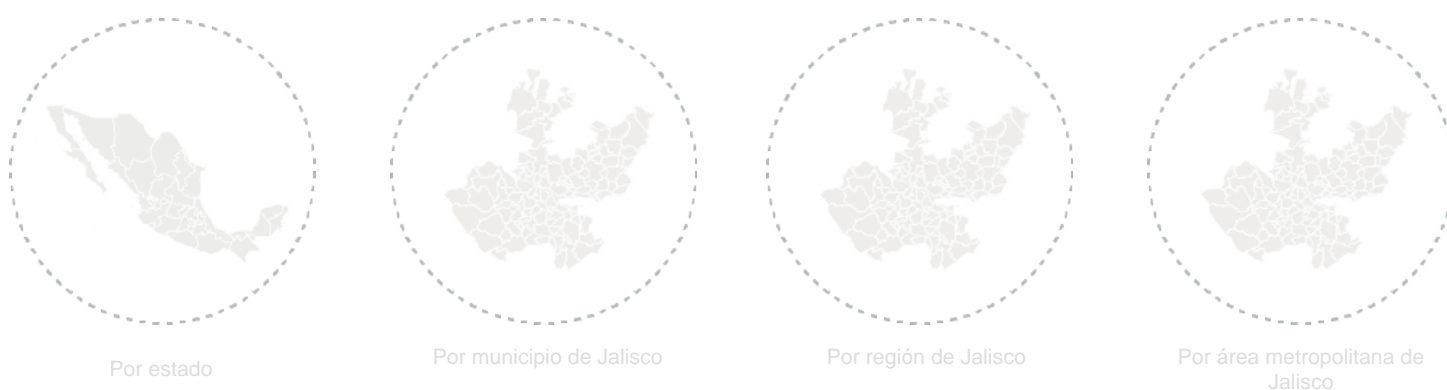 Por estado
Por municipio de Jalisco
Por región de Jalisco
Por área metropolitana de
Jalisco